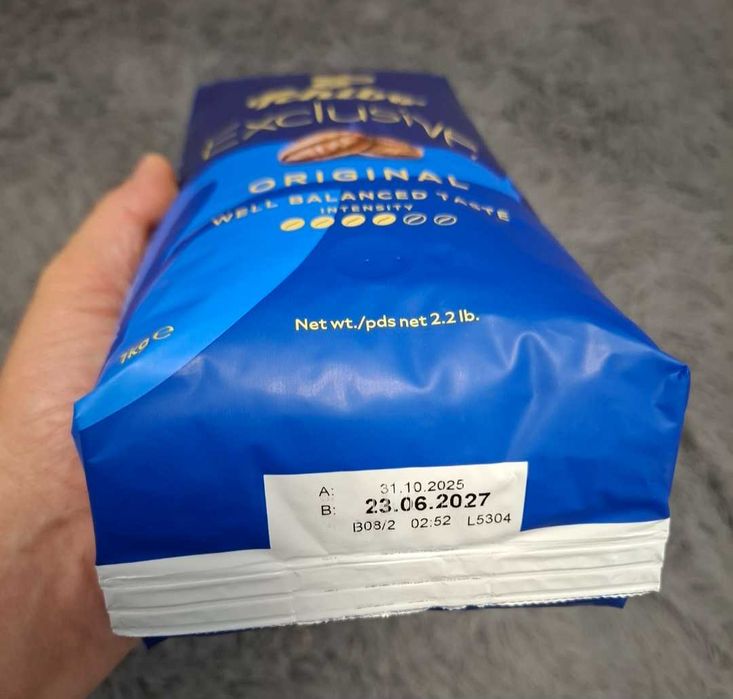 Tchibo
Exclusive
ORIGINAL
WELL BALANCED TASTE
INTENSITY
Net wt./pds net 2.2 lb.
1kg e
A: 31.10.2025
B: 23.06.2027
B08/2 02:52 L5304